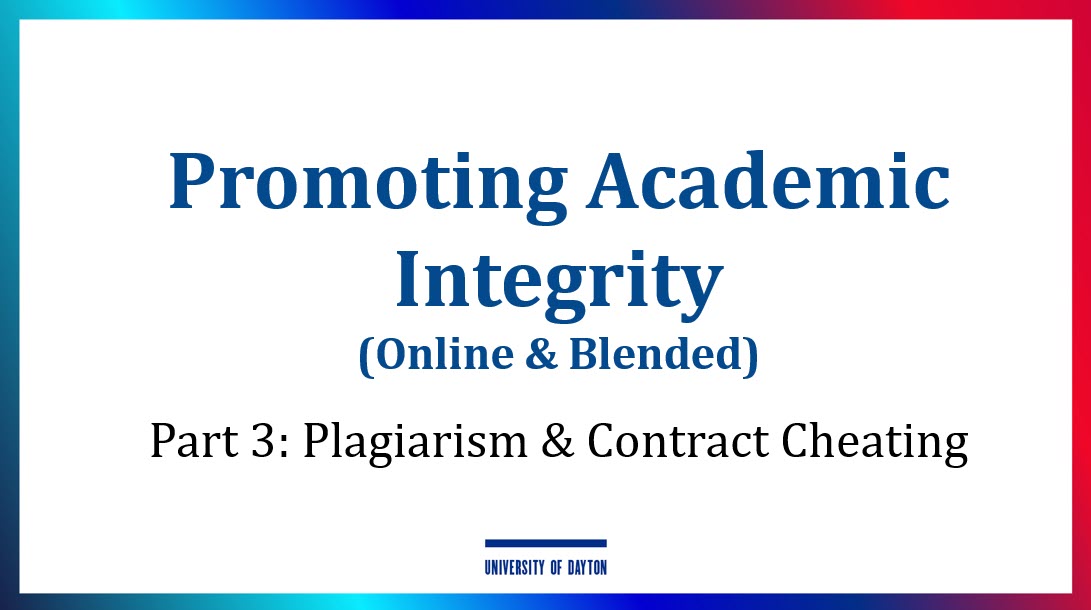 Promoting Academic
Integrity
(Online & Blended)
Part 3: Plagiarism & Contract Cheating
UNIVERSITY OF DAYTON